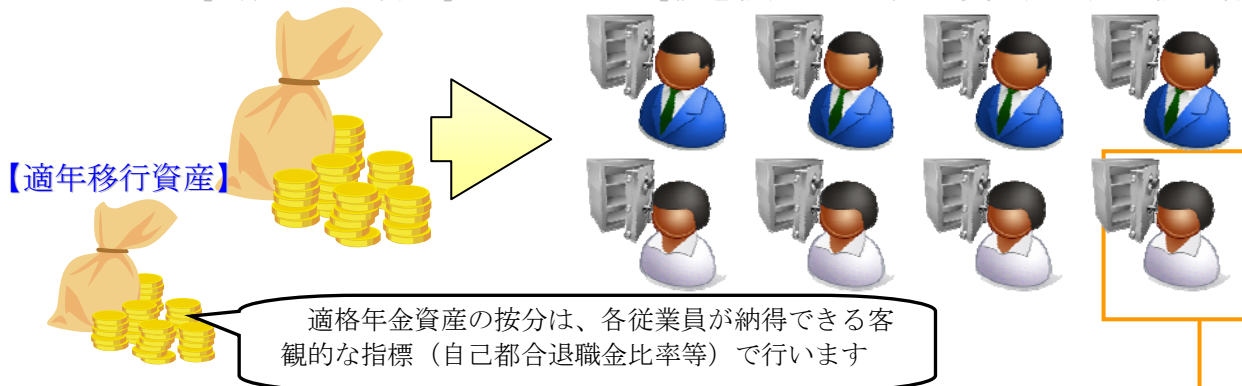 【適年移行資産】
適格年金資産の按分は、各従業員が納得できる客
観的な指標（自己都合退職金比率等）で行います